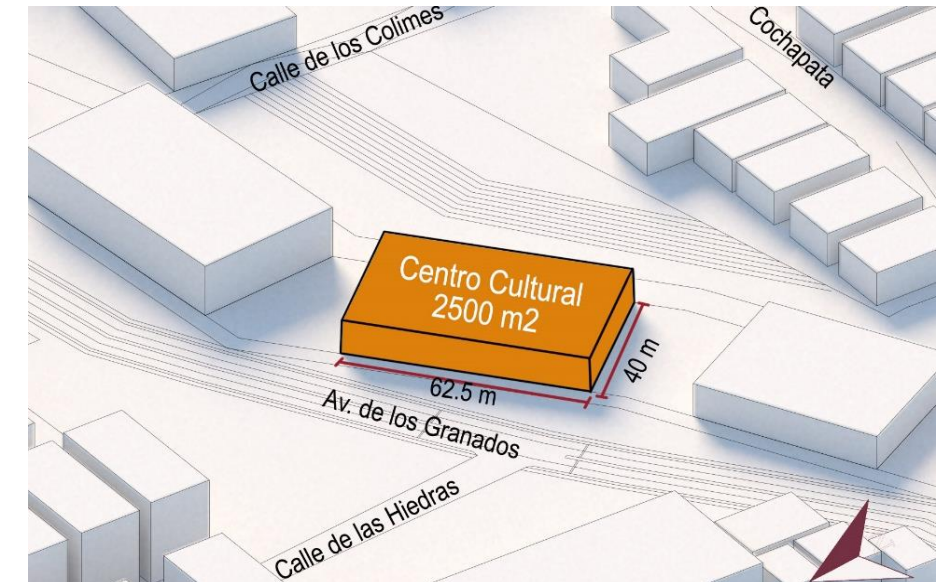 Calle de los Colimes
Cochapata
Centro Cultural
2500 m2
40 m
62.5 m
Av. de los Granados
Calle de las Hiedras